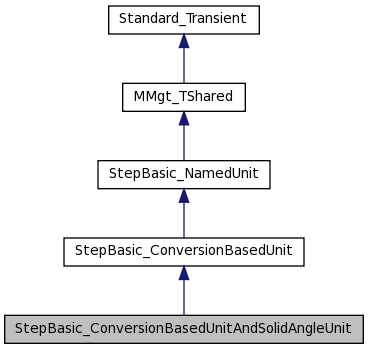 Standard_Transient
MMgt_TShared
StepBasic_NamedUnit
StepBasic_ConversionBasedUnit
StepBasic_ConversionBasedUnitAndSolidAngleUnit